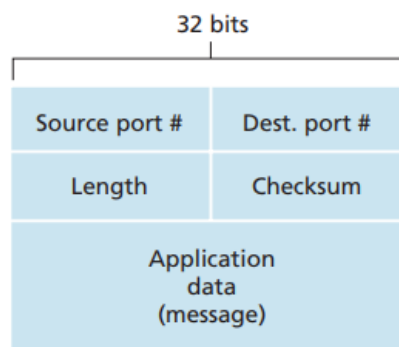 32 bits
Source port #
Dest. port #
Length
Checksum
Application
data
(message)